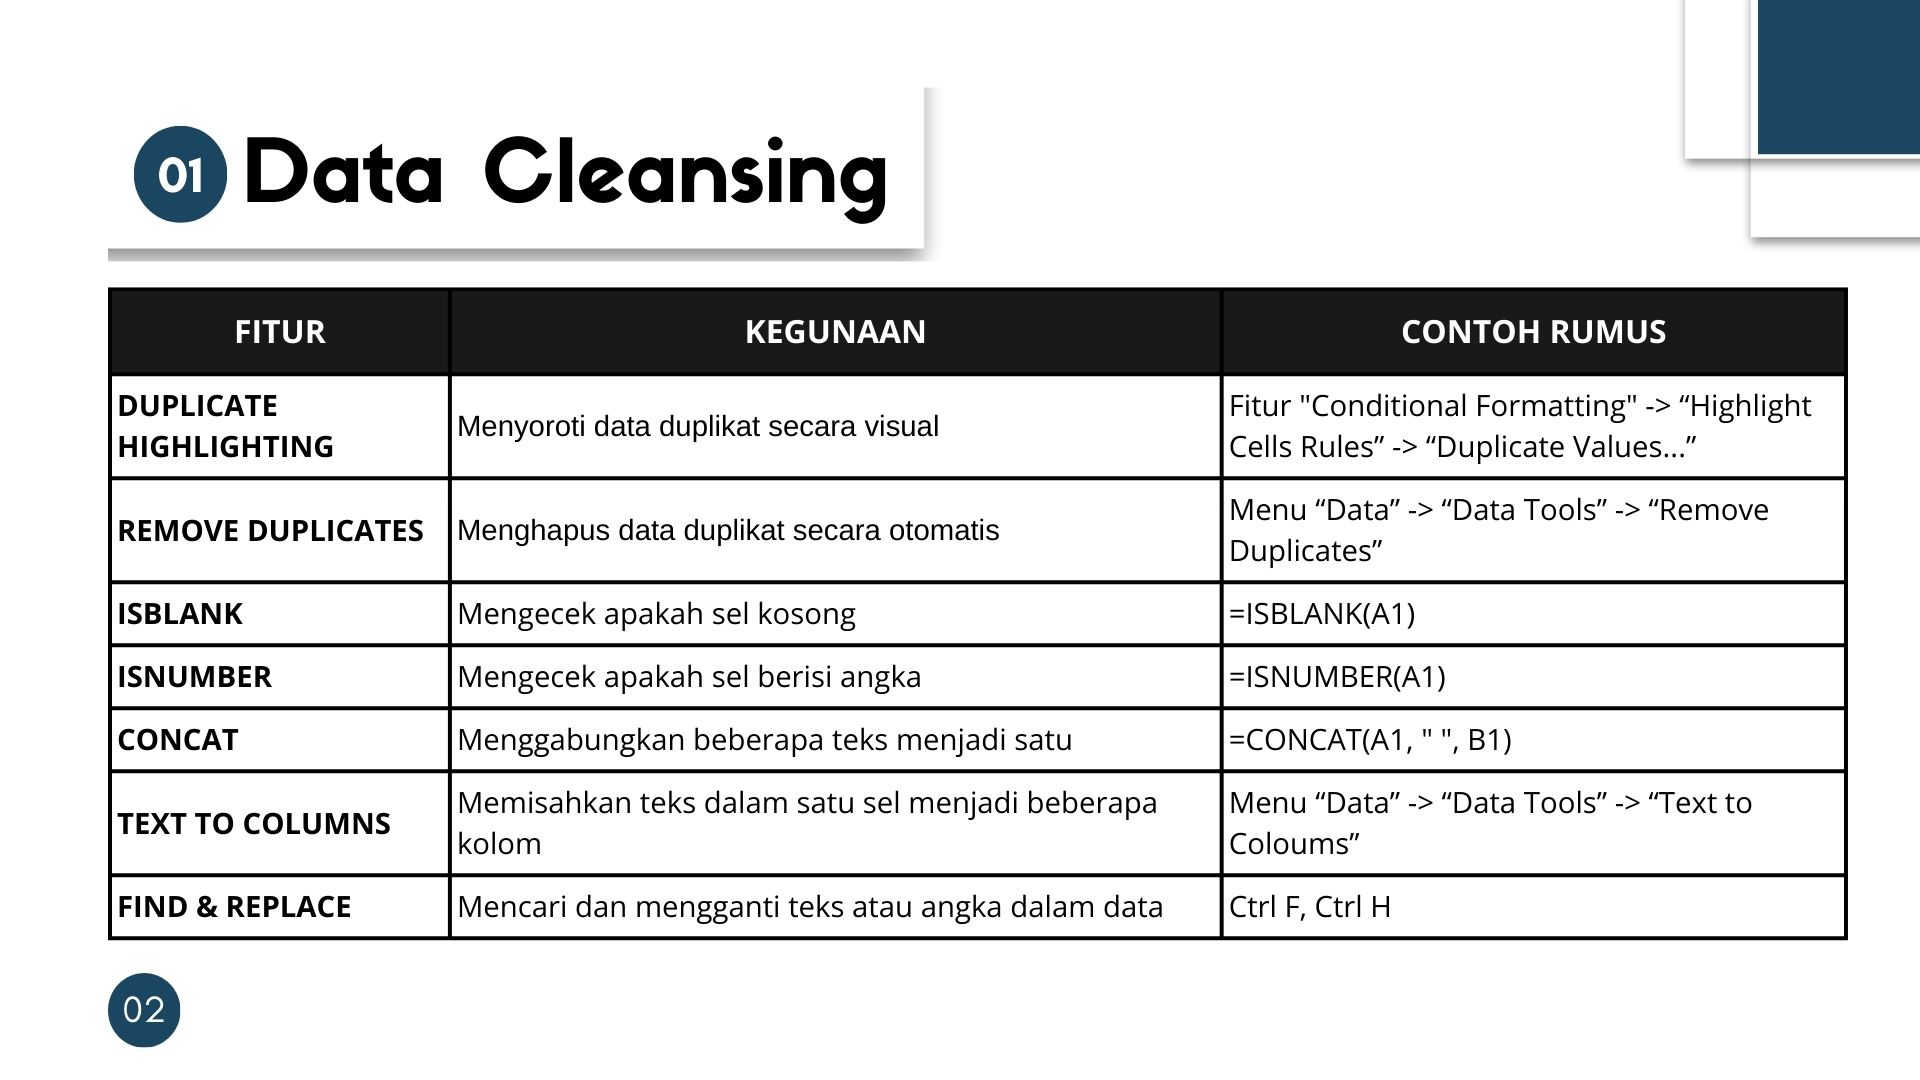 01 Data Cleansing
FITUR KEGUNAAN CONTOH RUMUS
DUPLICATE
HIGHLIGHTING
Menyoroti data duplikat secara visual
Fitur "Conditional Formatting" -> “Highlight
Cells Rules” -> “Duplicate Values...”
REMOVE DUPLICATES
Menghapus data duplikat secara otomatis
Menu “Data” -> “Data Tools” -> “Remove
Duplicates”
ISBLANK
Mengecek apakah sel kosong
=ISBLANK(A1)
ISNUMBER
Mengecek apakah sel berisi angka
=ISNUMBER(A1)
CONCAT
Menggabungkan beberapa teks menjadi satu
=CONCAT(A1, " ", B1)
TEXT TO COLUMNS
Memisahkan teks dalam satu sel menjadi beberapa
kolom
Menu “Data” -> “Data Tools” -> “Text to
Coloums”
FIND & REPLACE
Mencari dan mengganti teks atau angka dalam data
Ctrl F, Ctrl H
02